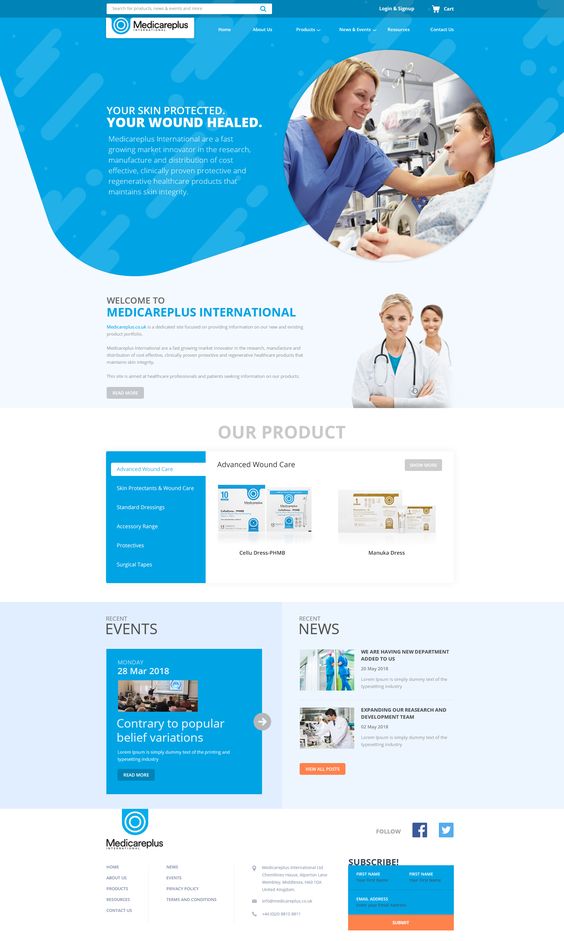 Search for products, news & events and more
Login & Signup
Cart
Medicareplus
INTERNATIONAL
Home
About Us
Products
News & Events
Resources
Contact Us
YOUR SKIN PROTECTED.
YOUR WOUND HEALED.
Medicareplus International are a fast
growing market innovator in the research,
manufacture and distribution of cost
effective, clinically proven protective and
regenerative healthcare products that
maintains skin integrity.
WELCOME TO
MEDICAREPLUS INTERNATIONAL
Medicareplus.co.uk is a dedicated site focused on providing information on our new and existing
product portfolio.
Medicareplus International are a fast growing market innovator in the research, manufacture and
distribution of cost effective, clinically proven protective and regenerative healthcare products that
maintains skin integrity.
This site is aimed at healthcare professionals and patients seeking information on our products.
READ MORE
OUR PRODUCT
Advanced Wound Care
Skin Protectants & Wound Care
Standard Dressings
Accessory Range
Protectives
Surgical Tapes
Advanced Wound Care
SHOW MORE
10
Medicareplus
Cellu Dress-PHMB
Manuka Dress
RECENT
EVENTS
MONDAY
28 Mar 2018
Contrary to popular
belief variations
Lorem Ipsum is simply dummy text of the printing and
typesetting industry
READ MORE
RECENT
NEWS
WE ARE HAVING NEW DEPARTMENT
ADDED TO US
20 May 2018
Lorem Ipsum is simply dummy text of the
typesetting industry
EXPANDING OUR REASEARCH AND
DEVELOPMENT TEAM
02 May 2018
Lorem Ipsum is simply dummy text of the
typesetting industry
VIEW ALL POSTS
Medicareplus
INTERNATIONAL
FOLLOW
HOME
ABOUT US
PRODUCTS
RESOURCES
CONTACT US
NEWS
EVENTS
PRIVACY POLICY
TERMS AND CONDITIONS
Medicareplus International Ltd
Chemilines House, Alperton Lane
Wembley, Middlesex, HA0 1DX
United Kingdom.
info@medicareplus.co.uk
+44 (0)20 8810 8811
SUBSCRIBE!
FIRST NAME
FIRST NAME
Your First Name
Your First Name
EMAIL ADDRESS
Enter your Email Address
SUBMIT